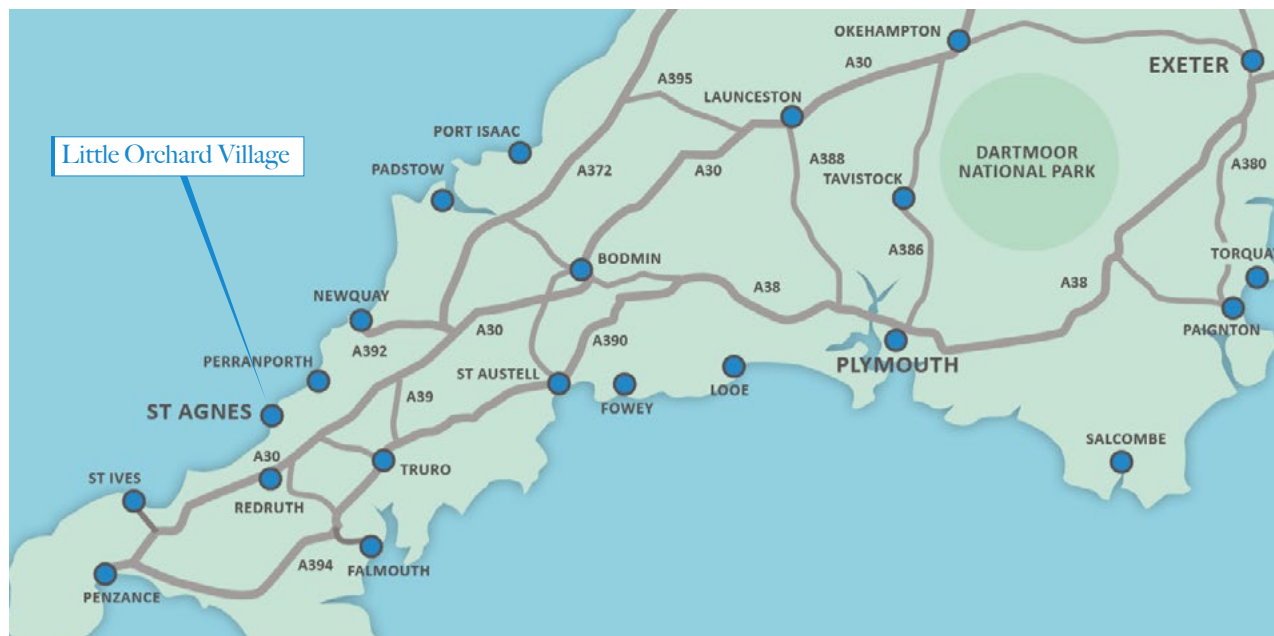 OKEHAMPTON
EXETER
A30
A395
LAUNCESTON
PORT ISAAC
Little Orchard Village
PADSTOW
A372
A30
A388
TAVISTOCK
DARTMOOR
NATIONAL PARK
A380
A386
TORQUA
BODMIN
A38
A38
NEWQUAY
A392
A30
A390
PAIGNTON
PERRANPORTH
ST AUSTELL
PLYMOUTH
LOOE
FOWEY
A39
ST AGNES
SALCOMBE
A30
TRURO
ST IVES
REDRUTH
A394
FALMOUTH
PENZANCE